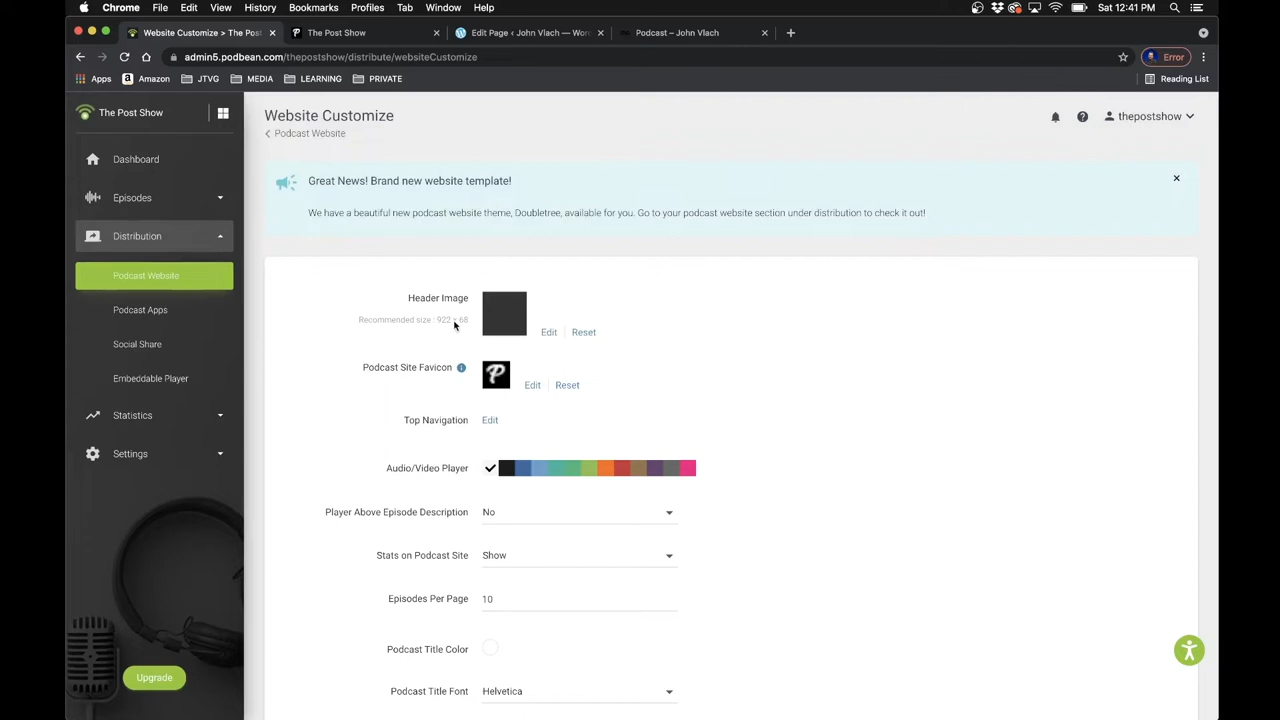 Chrome File Edit View History Bookmarks Profiles Tab Window Help Sat 12:41 PM
Website Customize > The Post The Post Show Edit Page ‹ John Vlach — Wor Podcast – John Vlach
admin5.podbean.com/thepostshow/distribute/websiteCustomize Error
Apps Amazon JTVG MEDIA LEARNING PRIVATE Reading List
The Post Show
Dashboard
Episodes
Distribution
Podcast Website
Podcast Apps
Social Share
Embeddable Player
Statistics
Settings
Upgrade
Website Customize
Podcast Website
thepostshow
Great News! Brand new website template!
We have a beautiful new podcast website theme, Doubletree, available for you. Go to your podcast website section under distribution to check it out!
Header Image
Recommended size : 922 × 68
Edit Reset
Podcast Site Favicon
Edit Reset
Top Navigation Edit
Audio/Video Player
Player Above Episode Description No
Stats on Podcast Site Show
Episodes Per Page 10
Podcast Title Color
Podcast Title Font Helvetica